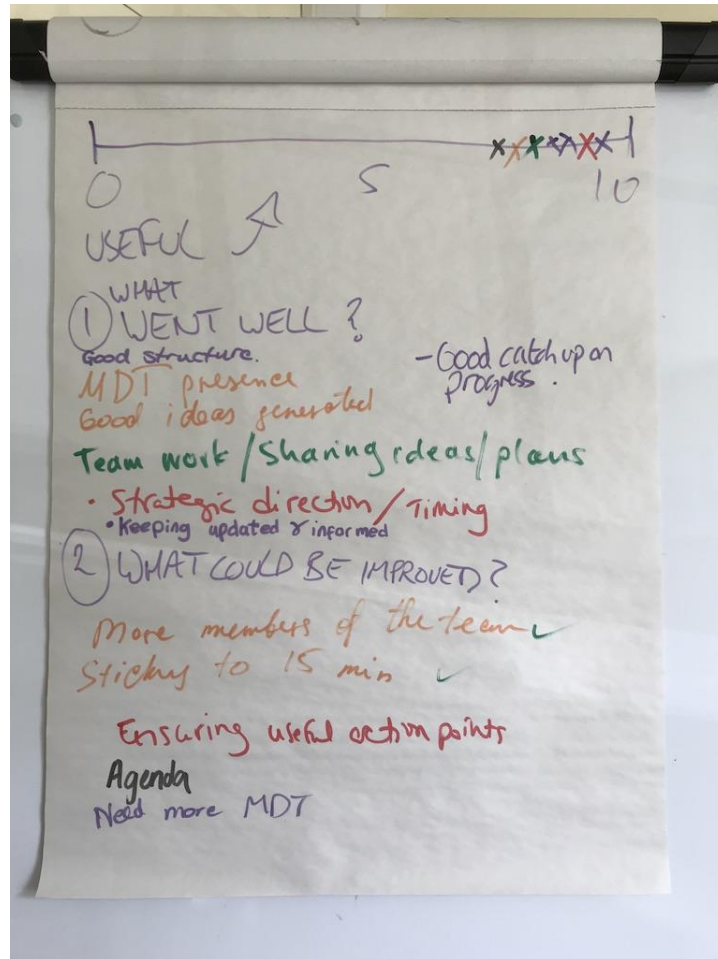 0 5 10
USEFUL
① WHAT
WENT WELL?
Good structure.
- Good catch up on
progress.
MDT presence
Good ideas generated
Team work / Sharing ideas / plans
• Strategic direction / Timing
• Keeping updated & informed
② WHAT COULD BE IMPROVED?
More members of the team ✓
Sticking to 15 min ✓
Ensuring useful action points
Agenda
Need more MDT